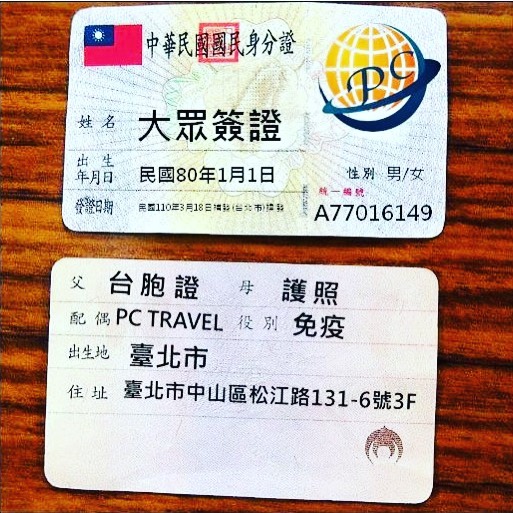 中華民國國民身分證
PC
姓名 大眾簽證
出生年月日 民國80年1月1日 性別 男/女
統一編號
發證日期 民國110年3月18日補發(台北市)換發 A77016149
父 台胞證 母 護照
配偶 PC TRAVEL 役別 免疫
出生地 臺北市
住址 臺北市中山區松江路131-6號3F